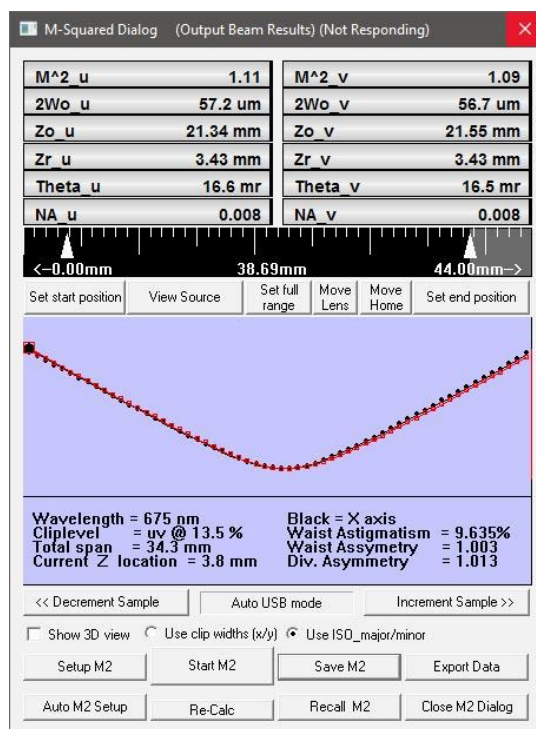 M-Squared Dialog (Output Beam Results) (Not Responding)
M^2_u 1.11 M^2_v 1.09
2Wo_u 57.2 um 2Wo_v 56.7 um
Zo_u 21.34 mm Zo_v 21.55 mm
Zr_u 3.43 mm Zr_v 3.43 mm
Theta_u 16.6 mr Theta_v 16.5 mr
NA_u 0.008 NA_v 0.008
<-0.00mm 38.69mm 44.00mm->
Set start position View Source Set full range Move Lens Move Home Set end position
Wavelength = 675 nm Black = X axis
Cliplevel = uv @ 13.5 % Waist Astigmatism = 9.635%
Total span = 34.3 mm Waist Assymetry = 1.003
Current Z location = 3.8 mm Div. Asymmetry = 1.013
<< Decrement Sample Auto USB mode Increment Sample >>
Show 3D view Use clip widths (x/y) Use ISO_major/minor
Setup M2 Start M2 Save M2 Export Data
Auto M2 Setup Re-Calc Recall M2 Close M2 Dialog